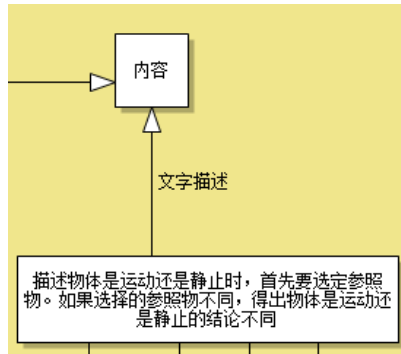 内容
文字描述
描述物体是运动还是静止时，首先要选定参照
物。如果选择的参照物不同，得出物体是运动还
是静止的结论不同